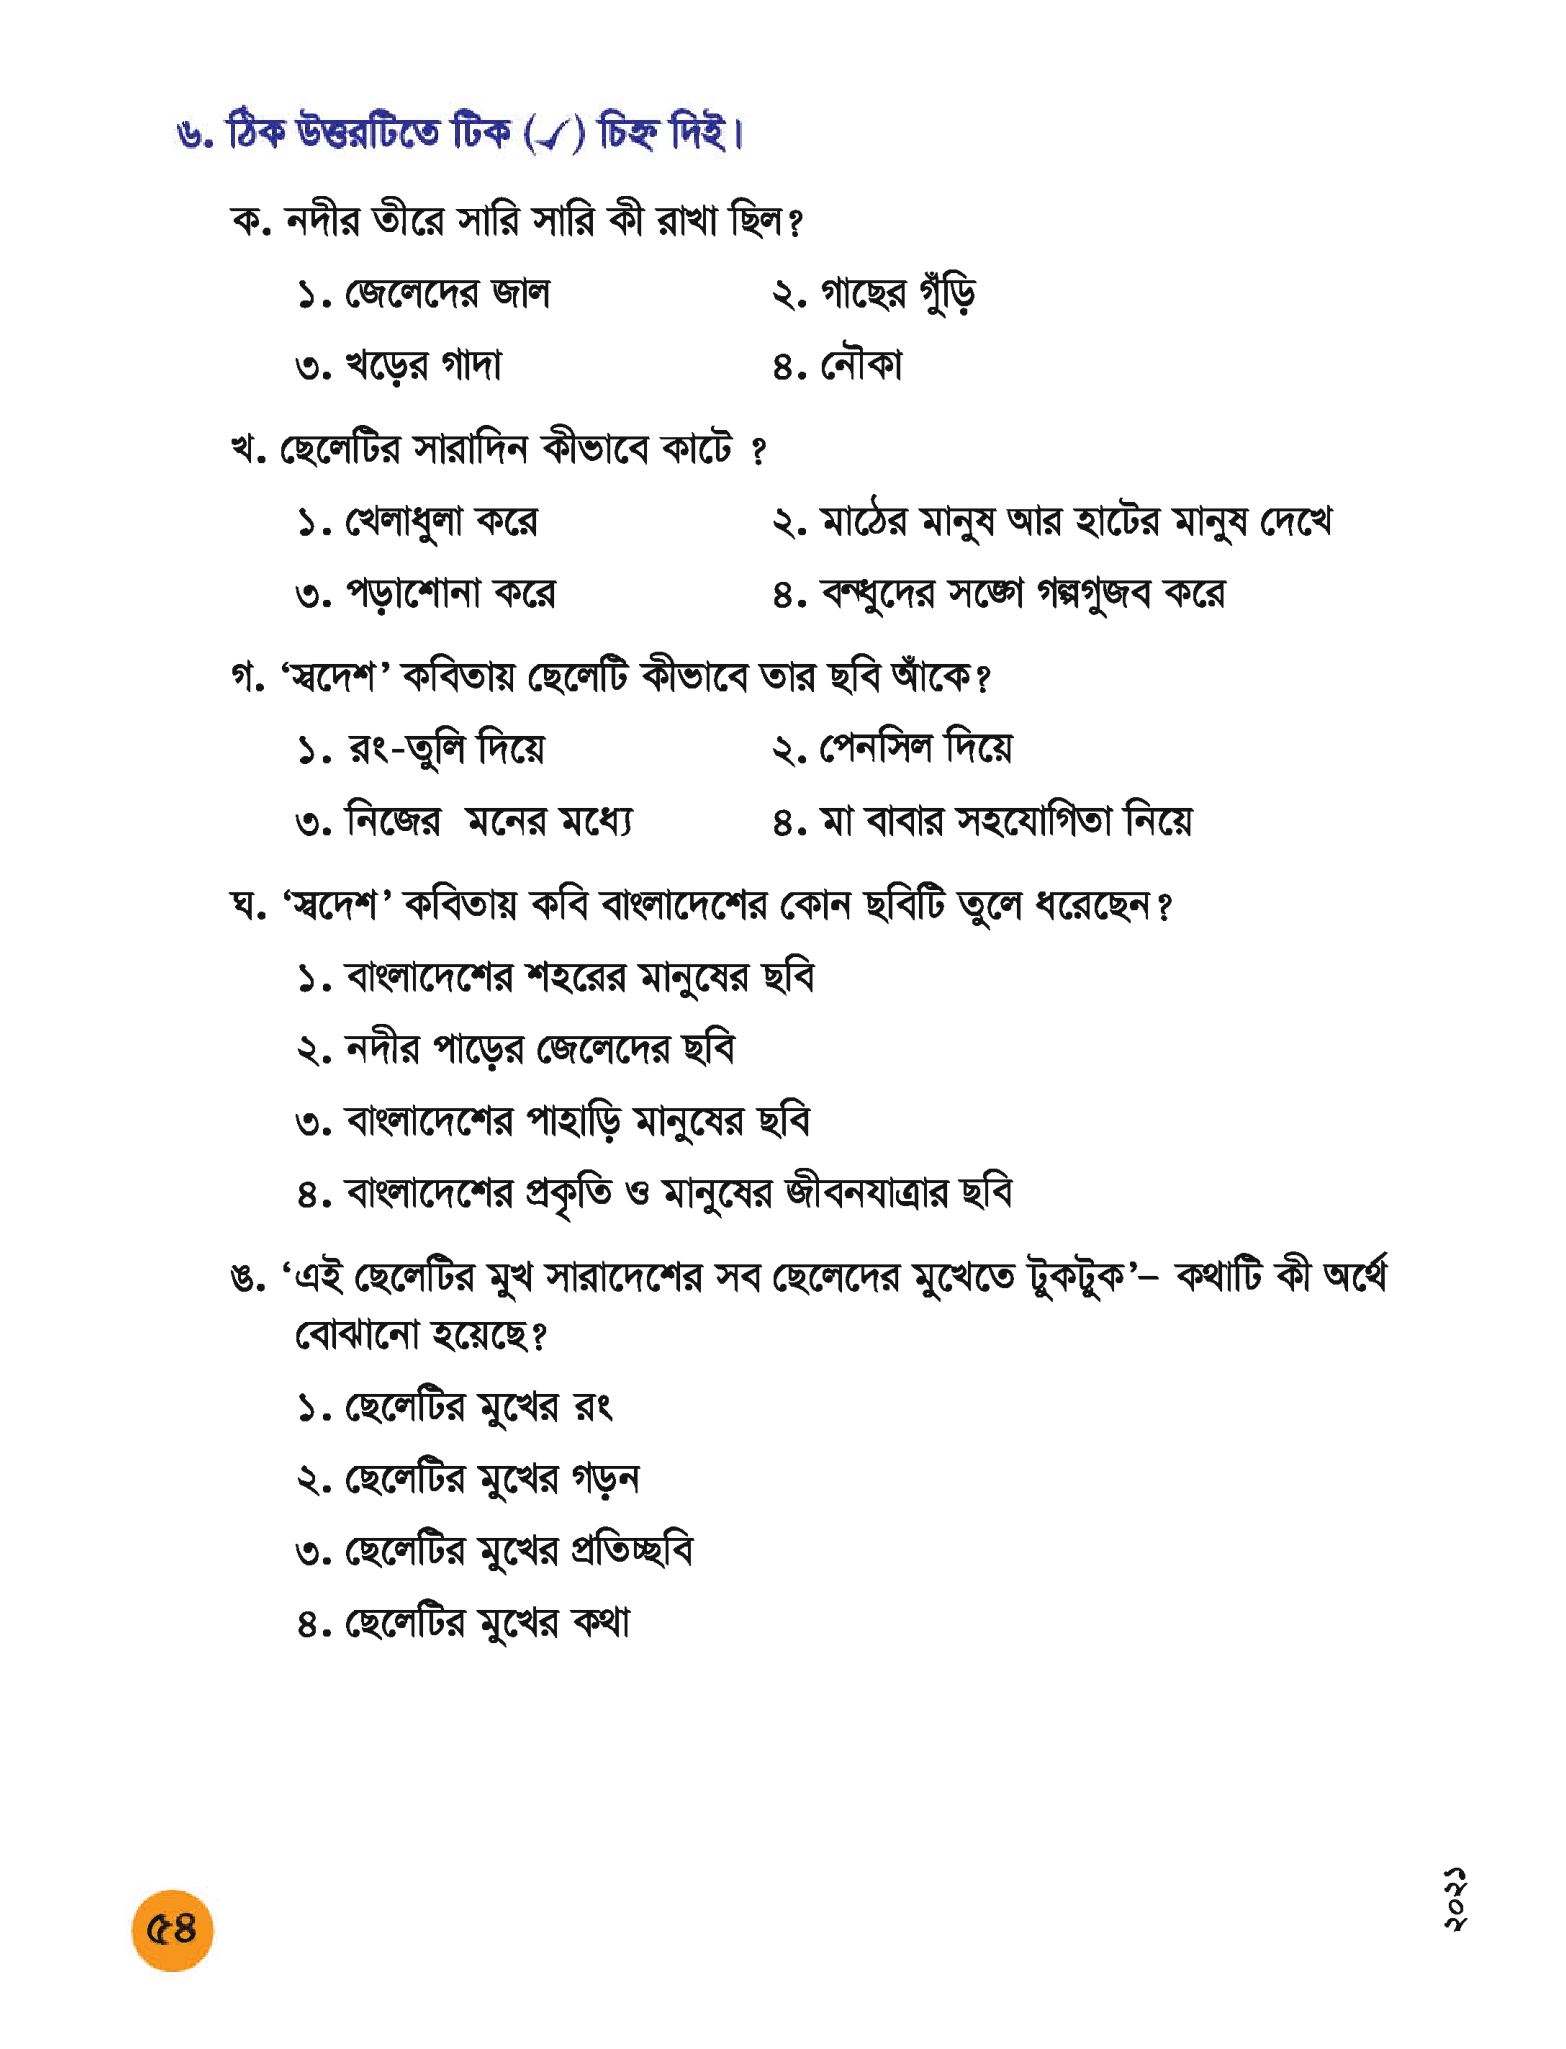 ৬. ঠিক উত্তরটিতে টিক (✓) চিহ্ন দিই।
ক. নদীর তীরে সারি সারি কী রাখা ছিল?
১. জেলেদের জাল ২. গাছের গুঁড়ি
৩. খড়ের গাদা ৪. নৌকা
খ. ছেলেটির সারাদিন কীভাবে কাটে ?
১. খেলাধুলা করে ২. মাঠের মানুষ আর হাটের মানুষ দেখে
৩. পড়াশোনা করে ৪. বন্ধুদের সঙ্গে গল্পগুজব করে
গ. ‘স্বদেশ’ কবিতায় ছেলেটি কীভাবে তার ছবি আঁকে?
১. রং-তুলি দিয়ে ২. পেনসিল দিয়ে
৩. নিজের মনের মধ্যে ৪. মা বাবার সহযোগিতা নিয়ে
ঘ. ‘স্বদেশ’ কবিতায় কবি বাংলাদেশের কোন ছবিটি তুলে ধরেছেন?
১. বাংলাদেশের শহরের মানুষের ছবি
২. নদীর পাড়ের জেলেদের ছবি
৩. বাংলাদেশের পাহাড়ি মানুষের ছবি
৪. বাংলাদেশের প্রকৃতি ও মানুষের জীবনযাত্রার ছবি
ঙ. ‘এই ছেলেটির মুখ সারাদেশের সব ছেলেদের মুখেতে টুকটুক’– কথাটি কী অর্থে
বোঝানো হয়েছে?
১. ছেলেটির মুখের রং
২. ছেলেটির মুখের গড়ন
৩. ছেলেটির মুখের প্রতিচ্ছবি
৪. ছেলেটির মুখের কথা
২০২১
৫৪